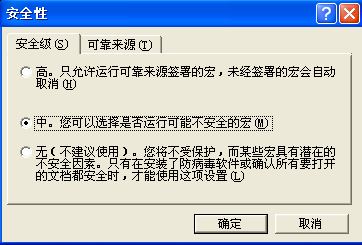 安全性
安全级(S) 可靠来源(T)
高。只允许运行可靠来源签署的宏，未经签署的宏会自动
取消(H)
中。您可以选择是否运行可能不安全的宏(M)
无(不建议使用)。您将不受保护，而某些宏具有潜在的
不安全因素。只有在安装了防病毒软件或确认所有要打开
的文档都安全时，才能使用这项设置(L)
确定 取消